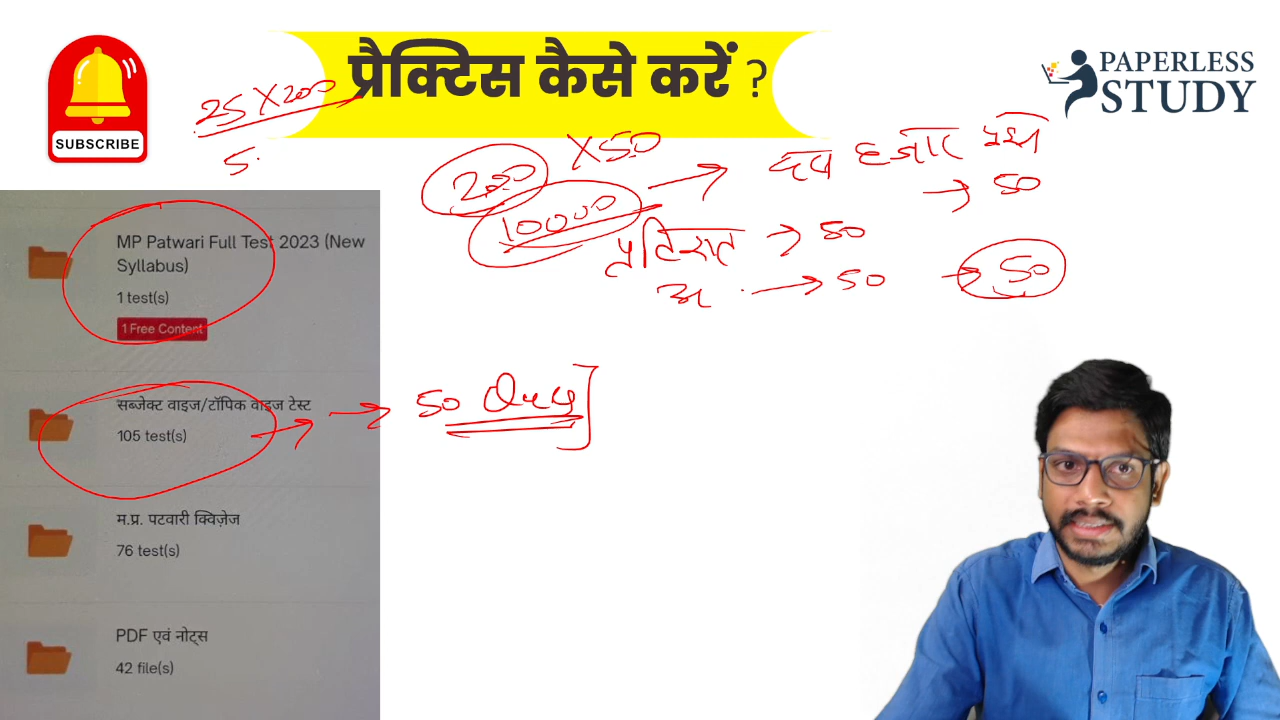 प्रैक्टिस कैसे करें ?
PAPERLESS
STUDY
SUBSCRIBE
25 X 200
5.
200 X 50
10000
दस हजार प्रश्न
50
प्रतिशत → 50
अ → 50 → 50
MP Patwari Full Test 2023 (New
Syllabus)
1 test(s)
1 Free Content
सब्जेक्ट वाइज/टॉपिक वाइज टेस्ट
105 test(s)
50
म.प्र. पटवारी क्विज़ेज
76 test(s)
PDF एवं नोट्स
42 file(s)